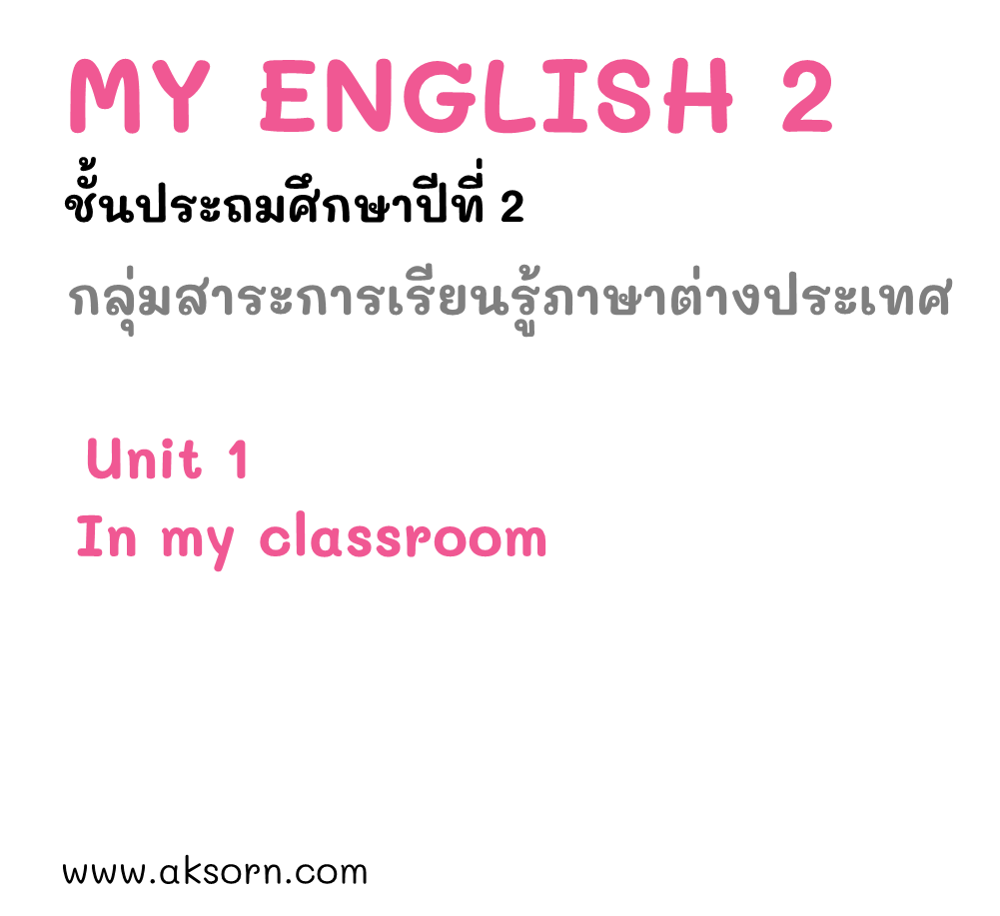 MY ENGLISH 2
ชั้นประถมศึกษาปีที่ 2
กลุ่มสาระการเรียนรู้ภาษาต่างประเทศ
Unit 1
In my classroom
www.aksorn.com